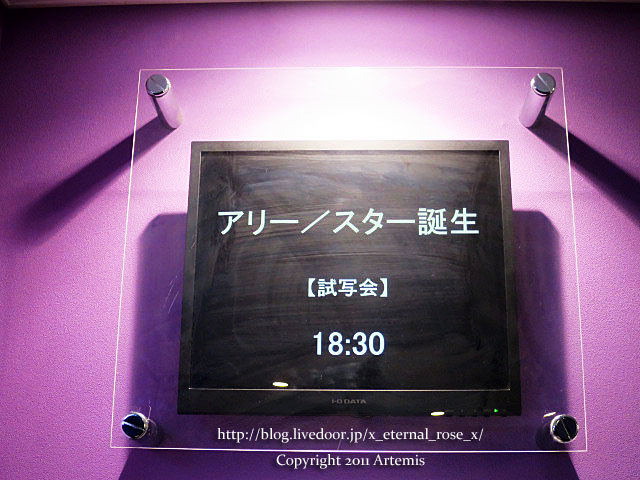 アリー／スター誕生
【試写会】
18:30
I-O DATA
http://blog.livedoor.jp/x_eternal_rose_x/
Copyright 2011 Artemis